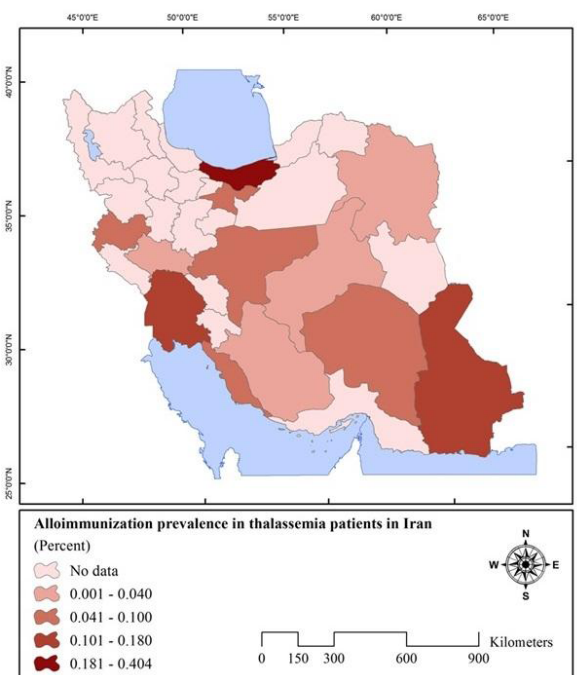 45°0'0"E 50°0'0"E 55°0'0"E 60°0'0"E 65°0'0"E
40°0'0"N
35°0'0"N
30°0'0"N
25°0'0"N
Alloimmunization prevalence in thalassemia patients in Iran
(Percent)
No data
0.001 - 0.040
0.041 - 0.100
0.101 - 0.180
0.181 - 0.404
N
W E
S
Kilometers
0 150 300 600 900